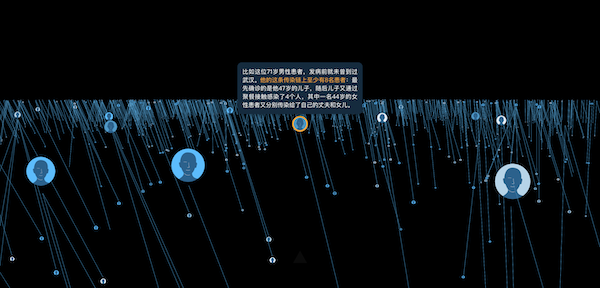 比如这位71岁男性患者，发病前就未曾到过
武汉。他的这条传染链上至少有8名患者：最
先确诊的是他47岁的儿子，随后儿子又通过
聚餐接触感染了4个人，其中一名44岁的女
性患者又分别传染给了自己的丈夫和女儿。